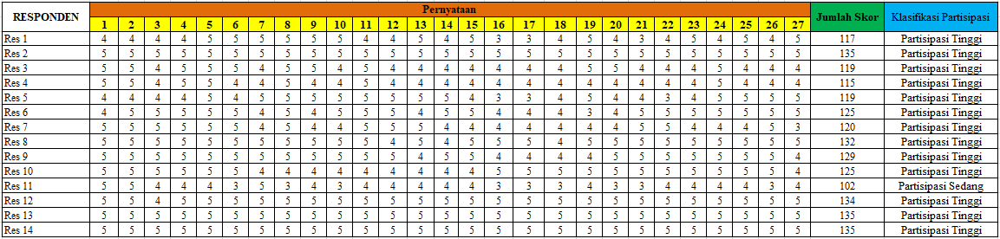 RESPONDEN Pernyataan Jumlah Skor Klasifikasi Partisipasi
1 2 3 4 5 6 7 8 9 10 11 12 13 14 15 16 17 18 19 20 21 22 23 24 25 26 27
Res 1 4 4 4 4 5 5 5 5 5 5 4 4 5 4 5 3 3 4 5 4 3 4 5 4 5 4 5 117 Partisipasi Tinggi
Res 2 5 5 5 5 5 5 5 5 5 5 5 5 5 5 5 5 5 5 5 5 5 5 5 5 5 5 5 135 Partisipasi Tinggi
Res 3 5 5 4 5 5 5 4 5 5 4 5 4 4 4 4 4 4 4 5 5 4 4 4 5 4 4 4 119 Partisipasi Tinggi
Res 4 5 5 4 5 5 4 4 5 4 4 5 4 4 4 4 4 4 4 4 4 4 4 4 5 4 4 4 115 Partisipasi Tinggi
Res 5 4 4 4 4 5 4 5 5 5 5 5 5 5 5 4 3 3 4 5 4 4 3 4 5 5 5 5 119 Partisipasi Tinggi
Res 6 4 5 5 5 5 5 4 5 4 5 5 5 4 5 5 4 4 4 3 4 5 5 5 5 5 5 5 125 Partisipasi Tinggi
Res 7 5 5 5 5 5 4 4 5 4 4 5 5 5 4 4 4 4 4 4 4 5 5 4 4 5 5 3 120 Partisipasi Tinggi
Res 8 5 5 5 5 5 5 5 5 5 5 5 4 5 4 5 5 5 4 5 5 5 5 5 5 5 5 5 132 Partisipasi Tinggi
Res 9 5 5 5 5 5 5 5 5 5 5 5 5 4 5 5 4 4 4 4 5 5 5 5 5 5 5 4 129 Partisipasi Tinggi
Res 10 5 5 5 5 5 5 4 4 4 4 4 4 4 4 4 5 5 5 5 5 5 5 5 5 5 5 4 125 Partisipasi Tinggi
Res 11 5 5 4 4 4 3 5 3 4 3 4 4 4 4 4 3 3 3 4 3 3 4 4 4 4 3 4 102 Partisipasi Sedang
Res 12 5 5 4 5 5 5 5 5 5 5 5 5 5 5 5 5 5 5 5 5 5 5 5 5 5 5 5 134 Partisipasi Tinggi
Res 13 5 5 5 5 5 5 5 5 5 5 5 5 5 5 5 5 5 5 5 5 5 5 5 5 5 5 5 135 Partisipasi Tinggi
Res 14 5 5 5 5 5 5 5 5 5 5 5 5 5 5 5 5 5 5 5 5 5 5 5 5 5 5 5 135 Partisipasi Tinggi